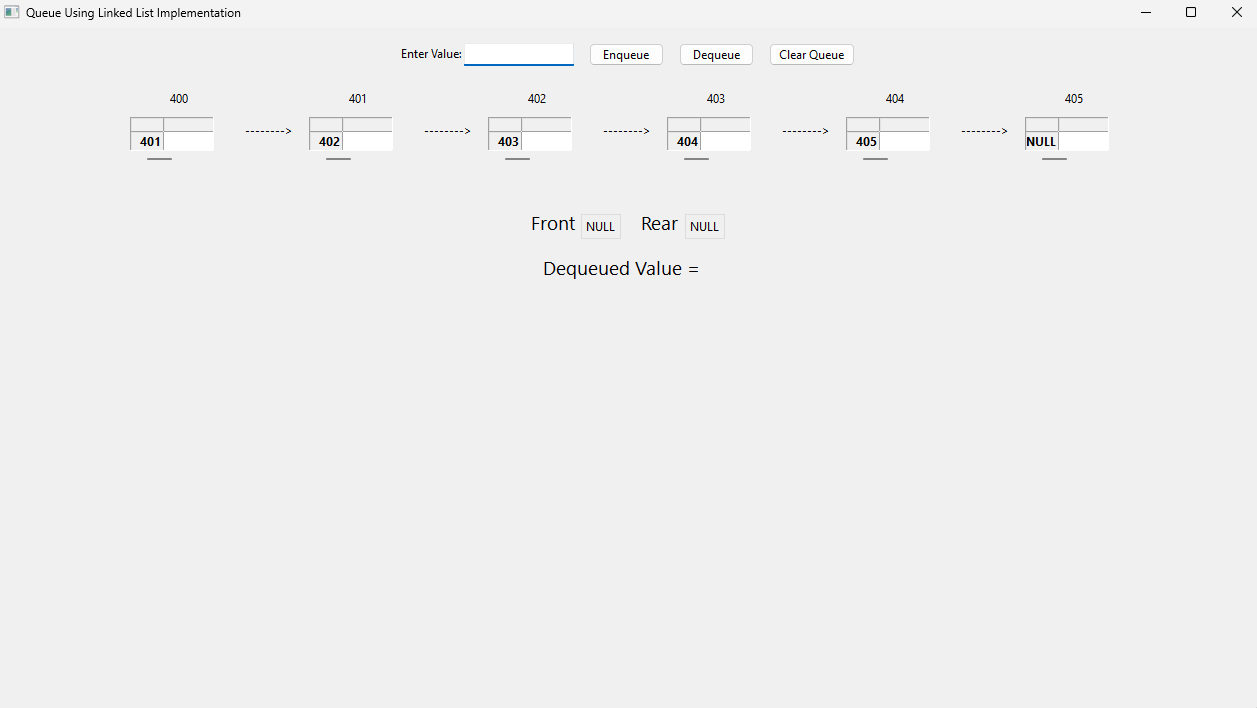 Queue Using Linked List Implementation
Enter Value: Enqueue Dequeue Clear Queue
400 401 402 403 404 405
401 --------> 402 --------> 403 --------> 404 --------> 405 --------> NULL
Front NULL Rear NULL
Dequeued Value =